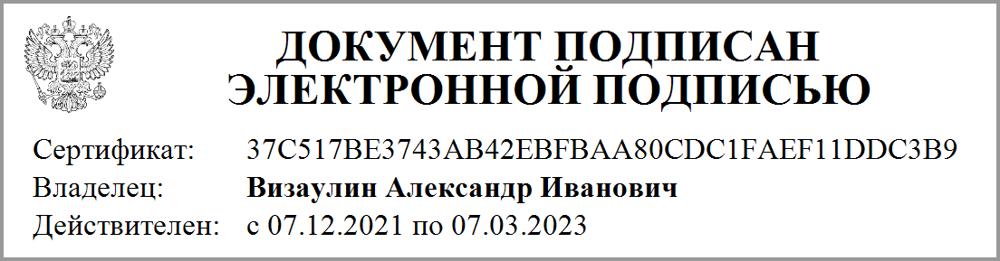 ДОКУМЕНТ ПОДПИСАН
ЭЛЕКТРОННОЙ ПОДПИСЬЮ
Сертификат: 37C517BE3743AB42EBFBAA80CDC1FAEF11DDC3B9
Владелец: Визаулин Александр Иванович
Действителен: с 07.12.2021 по 07.03.2023